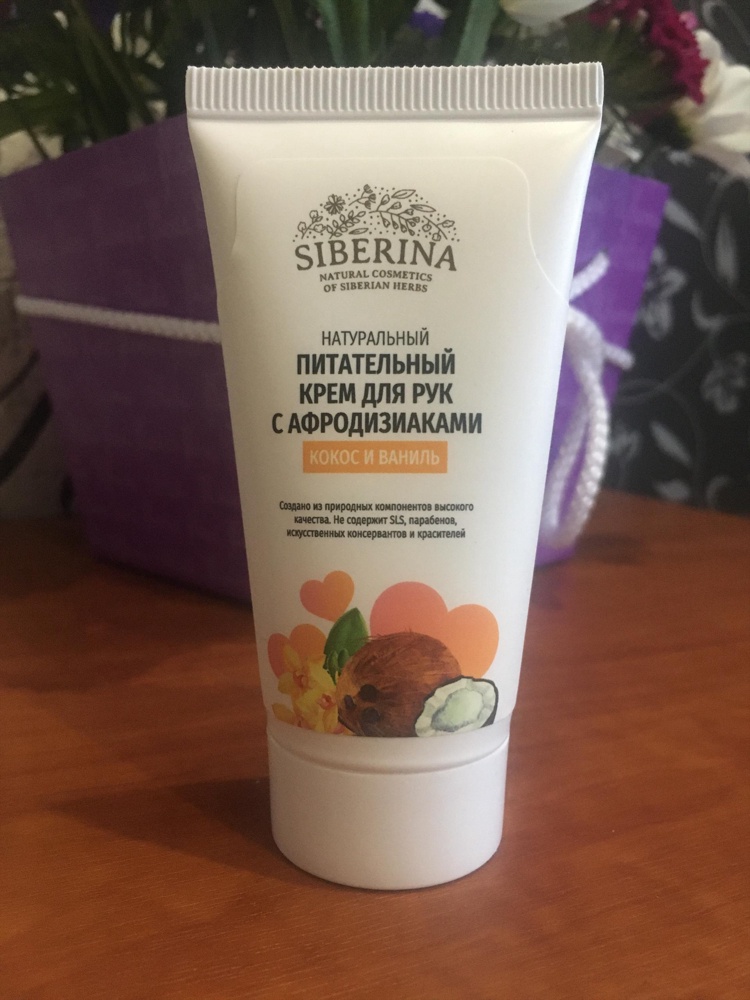 SIBERINA
NATURAL COSMETICS
OF SIBERIAN HERBS
НАТУРАЛЬНЫЙ
ПИТАТЕЛЬНЫЙ
КРЕМ ДЛЯ РУК
С АФРОДИЗИАКАМИ
КОКОС И ВАНИЛЬ
Создано из природных компонентов высокого
качества. Не содержит SLS, парабенов,
искусственных консервантов и красителей